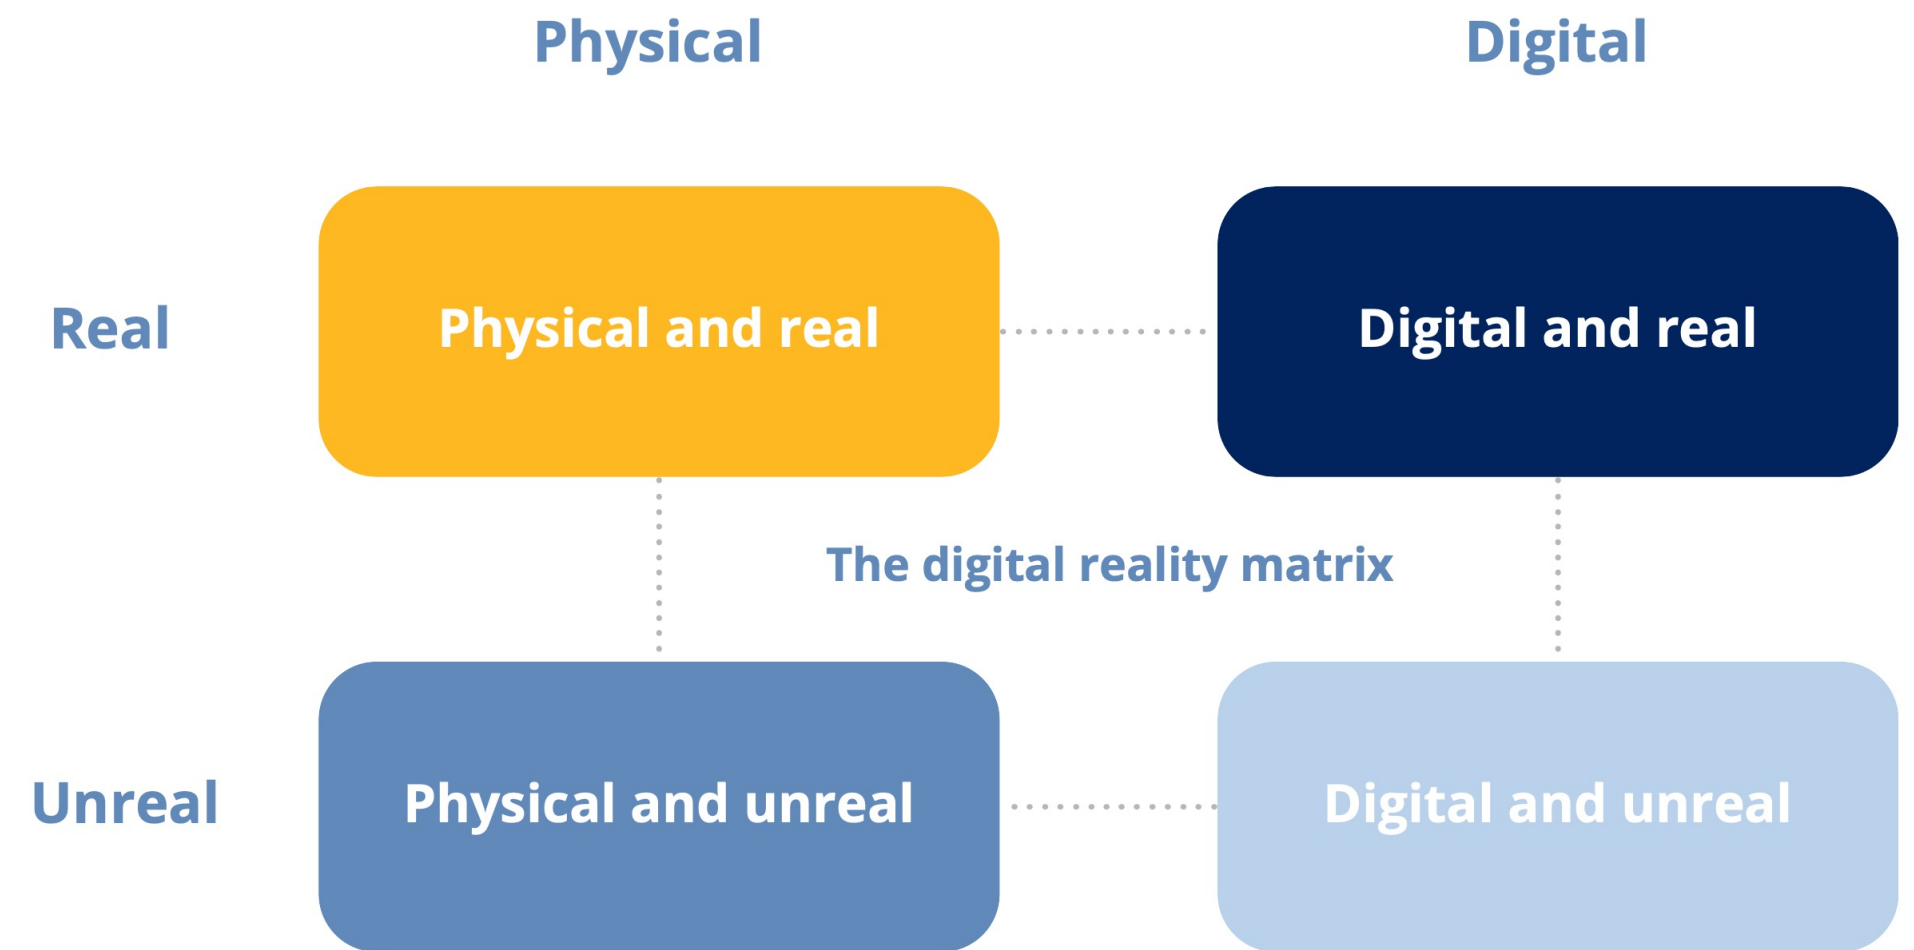 Physical
Digital
Real
Physical and real
Digital and real
The digital reality matrix
Unreal
Physical and unreal
Digital and unreal